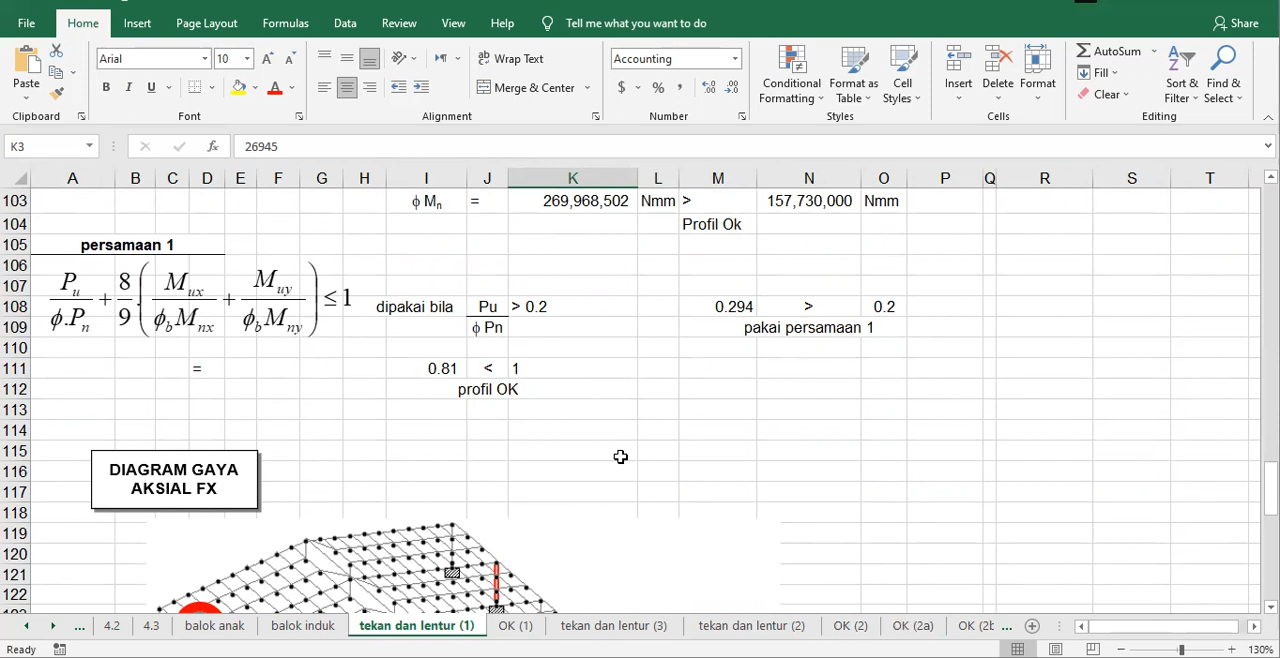 File Home Insert Page Layout Formulas Data Review View Help Tell me what you want to do Share
Paste
Clipboard
Arial 10
B I U A
Font
Wrap Text
Merge & Center
Alignment
Accounting
$ % ,
Number
Conditional Formatting
Format as Table
Cell Styles
Styles
Insert
Delete
Format
Cells
AutoSum
Fill
Clear
Sort & Filter
Find & Select
Editing
K3 fx 26945
A B C D E F G H I J K L M N O P Q R S T
103 ϕ Mn = 269,968,502 Nmm > 157,730,000 Nmm
104 Profil Ok
105 persamaan 1
106
107
108 Pu/ϕ.Pn + 8/9.(Mux/ϕbMnx + Muy/ϕbMny) ≤ 1 dipakai bila Pu > 0.2 0.294 > 0.2
109 ϕ Pn pakai persamaan 1
110
111 = 0.81 < 1
112 profil OK
113
114
115
116 DIAGRAM GAYA
117 AKSIAL FX
118
119
120
121
122
... 4.2 4.3 balok anak balok induk tekan dan lentur (1) OK (1) tekan dan lentur (3) tekan dan lentur (2) OK (2) OK (2a) OK (2b ...
Ready 130%